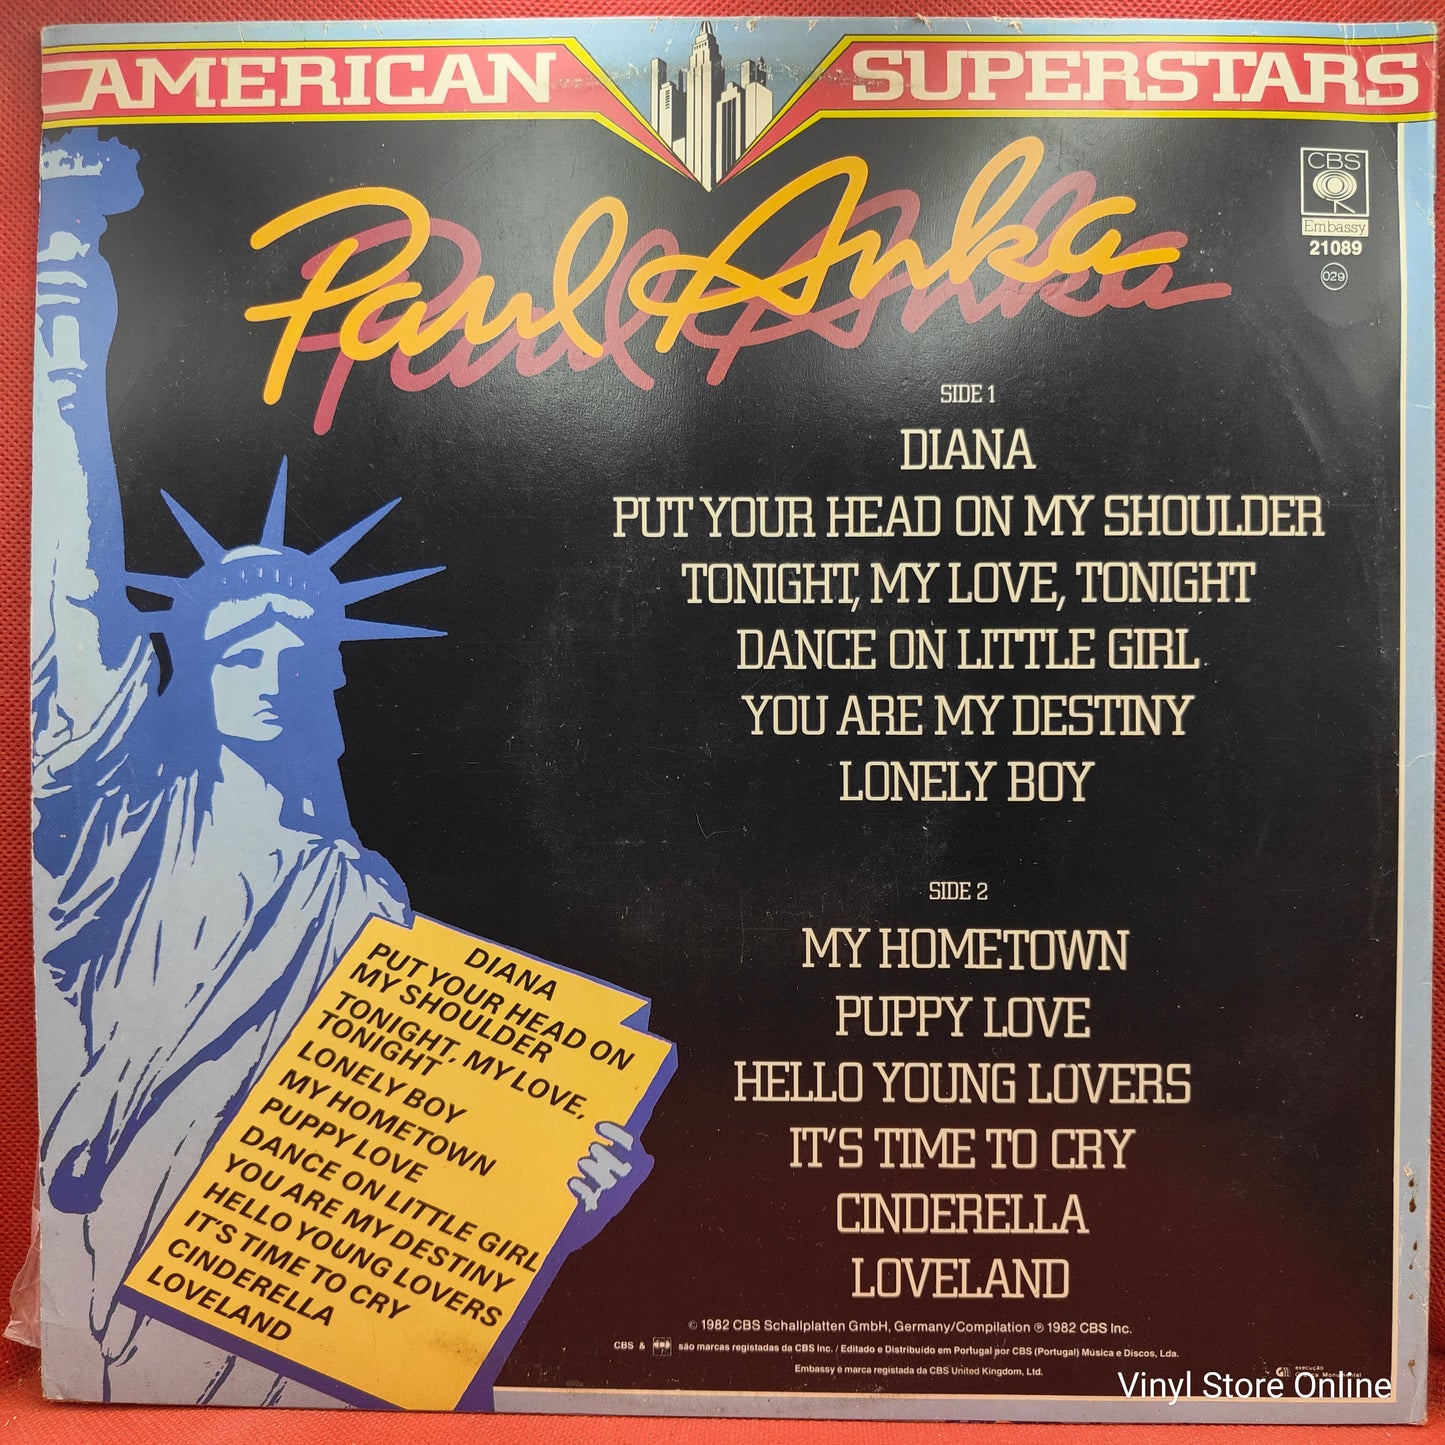 AMERICAN SUPERSTARS
CBS
Embassy
21089
029
Paul Anka
Paul Anka
SIDE 1
DIANA
PUT YOUR HEAD ON MY SHOULDER
TONIGHT, MY LOVE, TONIGHT
DANCE ON LITTLE GIRL
YOU ARE MY DESTINY
LONELY BOY
SIDE 2
MY HOMETOWN
PUPPY LOVE
HELLO YOUNG LOVERS
IT'S TIME TO CRY
CINDERELLA
LOVELAND
DIANA
PUT YOUR HEAD ON
MY SHOULDER
TONIGHT, MY LOVE,
TONIGHT
LONELY BOY
MY HOMETOWN
PUPPY LOVE
DANCE ON LITTLE GIRL
YOU ARE MY DESTINY
HELLO YOUNG LOVERS
IT'S TIME TO CRY
CINDERELLA
LOVELAND
© 1982 CBS Schallplatten GmbH, Germany/Compilation ℗ 1982 CBS Inc.
CBS & são marcas registadas da CBS Inc. / Editado e Distribuído em Portugal por CBS (Portugal) Música e Discos, Lda.
Embassy é marca registada da CBS United Kingdom, Ltd.
execução
Vinyl Store Online